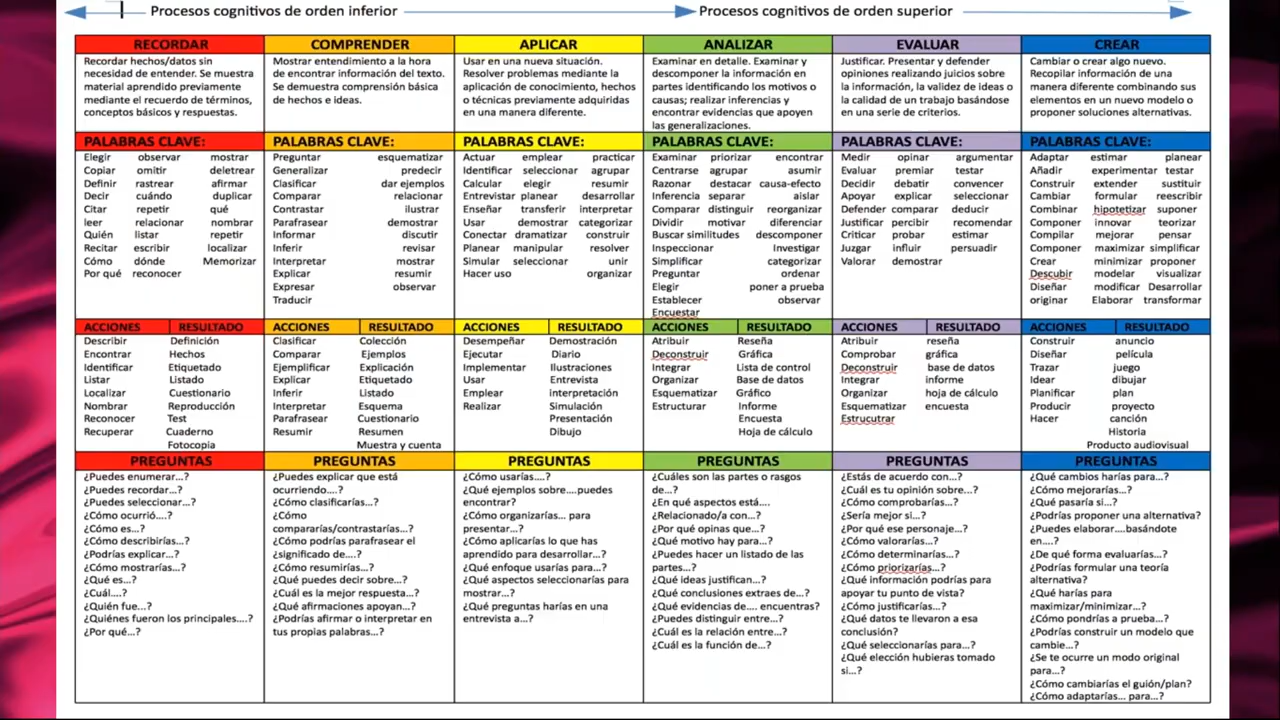 Procesos cognitivos de orden inferior
Procesos cognitivos de orden superior
RECORDAR
Recordar hechos/datos sin
necesidad de entender. Se muestra
material aprendido previamente
mediante el recuerdo de términos,
conceptos básicos y respuestas.
PALABRAS CLAVE:
Elegir observar mostrar
Copiar omitir deletrear
Definir rastrear afirmar
Decir cuándo duplicar
Citar repetir qué
leer relacionar nombrar
Quién listar repetir
Recitar escribir localizar
Cómo dónde Memorizar
Por qué reconocer
ACCIONES RESULTADO
Describir Definición
Encontrar Hechos
Identificar Etiquetado
Listar Listado
Localizar Cuestionario
Nombrar Reproducción
Reconocer Test
Recuperar Cuaderno
Fotocopia
PREGUNTAS
¿Puedes enumerar…?
¿Puedes recordar…?
¿Puedes seleccionar…?
¿Cómo ocurrió….?
¿Cómo es…?
¿Cómo describirías…?
¿Podrías explicar…?
¿Cómo mostrarías…?
¿Qué es…?
¿Cuál….?
¿Quién fue…?
¿Quiénes fueron los principales….?
¿Por qué…?
COMPRENDER
Mostrar entendimiento a la hora
de encontrar información del texto.
Se demuestra comprensión básica
de hechos e ideas.
PALABRAS CLAVE:
Preguntar esquematizar
Generalizar predecir
Clasificar dar ejemplos
Comparar relacionar
Contrastar ilustrar
Parafrasear demostrar
Informar discutir
Inferir revisar
Interpretar mostrar
Explicar resumir
Expresar observar
Traducir
ACCIONES RESULTADO
Clasificar Colección
Comparar Ejemplos
Ejemplificar Explicación
Explicar Etiquetado
Inferir Listado
Interpretar Esquema
Parafrasear Cuestionario
Resumir Resumen
Muestra y cuenta
PREGUNTAS
¿Puedes explicar que está
ocurriendo….?
¿Cómo clasificarías…?
¿Cómo
compararías/contrastarías…?
¿Cómo podrías parafrasear el
¿significado de….?
¿Cómo resumirías…?
¿Qué puedes decir sobre…?
¿Cuál es la mejor respuesta…?
¿Qué afirmaciones apoyan…?
¿Podrías afirmar o interpretar en
tus propias palabras…?
APLICAR
Usar en una nueva situación.
Resolver problemas mediante la
aplicación de conocimiento, hechos
o técnicas previamente adquiridas
en una manera diferente.
PALABRAS CLAVE:
Actuar emplear practicar
Identificar seleccionar agrupar
Calcular elegir resumir
Entrevistar planear desarrollar
Enseñar transferir interpretar
Usar demostrar categorizar
Conectar dramatizar construir
Planear manipular resolver
Simular seleccionar unir
Hacer uso organizar
ACCIONES RESULTADO
Desempeñar Demostración
Ejecutar Diario
Implementar Ilustraciones
Usar Entrevista
Emplear interpretación
Realizar Simulación
Presentación
Dibujo
PREGUNTAS
¿Cómo usarías….?
¿Qué ejemplos sobre….puedes
encontrar?
¿Cómo organizarías… para
presentar…?
¿Cómo aplicarías lo que has
aprendido para desarrollar…?
¿Qué enfoque usarías para…?
¿Qué aspectos seleccionarías para
mostrar…?
¿Qué preguntas harías en una
entrevista a…?
ANALIZAR
Examinar en detalle. Examinar y
descomponer la información en
partes identificando los motivos o
causas; realizar inferencias y
encontrar evidencias que apoyen
las generalizaciones.
PALABRAS CLAVE:
Examinar priorizar encontrar
Centrarse agrupar asumir
Razonar destacar causa-efecto
Inferencia separar aislar
Comparar distinguir reorganizar
Dividir motivar diferenciar
Buscar similitudes descomponer
Inspeccionar Investigar
Simplificar categorizar
Preguntar ordenar
Elegir poner a prueba
Establecer observar
Encuestar
ACCIONES RESULTADO
Atribuir Reseña
Deconstruir Gráfica
Integrar Lista de control
Organizar Base de datos
Esquematizar Gráfico
Estructurar Informe
Encuesta
Hoja de cálculo
PREGUNTAS
¿Cuáles son las partes o rasgos
de…?
¿En qué aspectos está….
¿Relacionado/a con…?
¿Por qué opinas que…?
¿Qué motivo hay para…?
¿Puedes hacer un listado de las
partes…?
¿Qué ideas justifican…?
¿Qué conclusiones extraes de…?
¿Qué evidencias de…. encuentras?
¿Puedes distinguir entre…?
¿Cuál es la relación entre…?
¿Cuál es la función de…?
EVALUAR
Justificar. Presentar y defender
opiniones realizando juicios sobre
la información, la validez de ideas o
la calidad de un trabajo basándose
en una serie de criterios.
PALABRAS CLAVE:
Medir opinar argumentar
Evaluar premiar testar
Decidir debatir convencer
Apoyar explicar seleccionar
Defender comparar deducir
Justificar percibir recomendar
Criticar probar estimar
Juzgar influir persuadir
Valorar demostrar
ACCIONES RESULTADO
Atribuir reseña
Comprobar gráfica
Deconstruir base de datos
Integrar informe
Organizar hoja de cálculo
Esquematizar encuesta
Estrucutrar
PREGUNTAS
¿Estás de acuerdo con…?
¿Cuál es tu opinión sobre…?
¿Cómo comprobarías…?
¿Sería mejor si…?
¿Por qué ese personaje…?
¿Cómo valorarías…?
¿Cómo determinarías…?
¿Cómo priorizarías…?
¿Qué información podrías para
apoyar tu punto de vista?
¿Cómo justificarías…?
¿Qué datos te llevaron a esa
conclusión?
¿Qué seleccionarías para…?
¿Qué elección hubieras tomado
si…?
CREAR
Cambiar o crear algo nuevo.
Recopilar información de una
manera diferente combinando sus
elementos en un nuevo modelo o
proponer soluciones alternativas.
PALABRAS CLAVE:
Adaptar estimar planear
Añadir experimentar testar
Construir extender sustituir
Cambiar formular reescribir
Combinar hipotetizar suponer
Componer innovar teorizar
Compilar mejorar pensar
Componer maximizar simplificar
Crear minimizar proponer
Descubir modelar visualizar
Diseñar modificar Desarrollar
originar Elaborar transformar
ACCIONES RESULTADO
Construir anuncio
Diseñar película
Trazar juego
Idear dibujar
Planificar plan
Producir proyecto
Hacer canción
Historia
Producto audiovisual
PREGUNTAS
¿Qué cambios harías para…?
¿Cómo mejorarías…?
¿Qué pasaría si…?
¿Podrías proponer una alternativa?
¿Puedes elaborar….basándote
en….?
¿De qué forma evaluarías…?
¿Podrías formular una teoría
alternativa?
¿Qué harías para
maximizar/minimizar…?
¿Cómo pondrías a prueba…?
¿Podrías construir un modelo que
cambie…?
¿Se te ocurre un modo original
para…?
¿Cómo cambiarías el guión/plan?
¿Cómo adaptarías… para…?